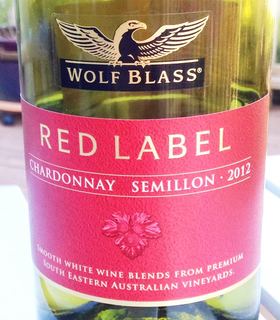 WOLF BLASS®
RED LABEL
CHARDONNAY SEMILLON · 2012
SMOOTH WHITE WINE BLENDS FROM PREMIUM
SOUTH EASTERN AUSTRALIAN VINEYARDS.